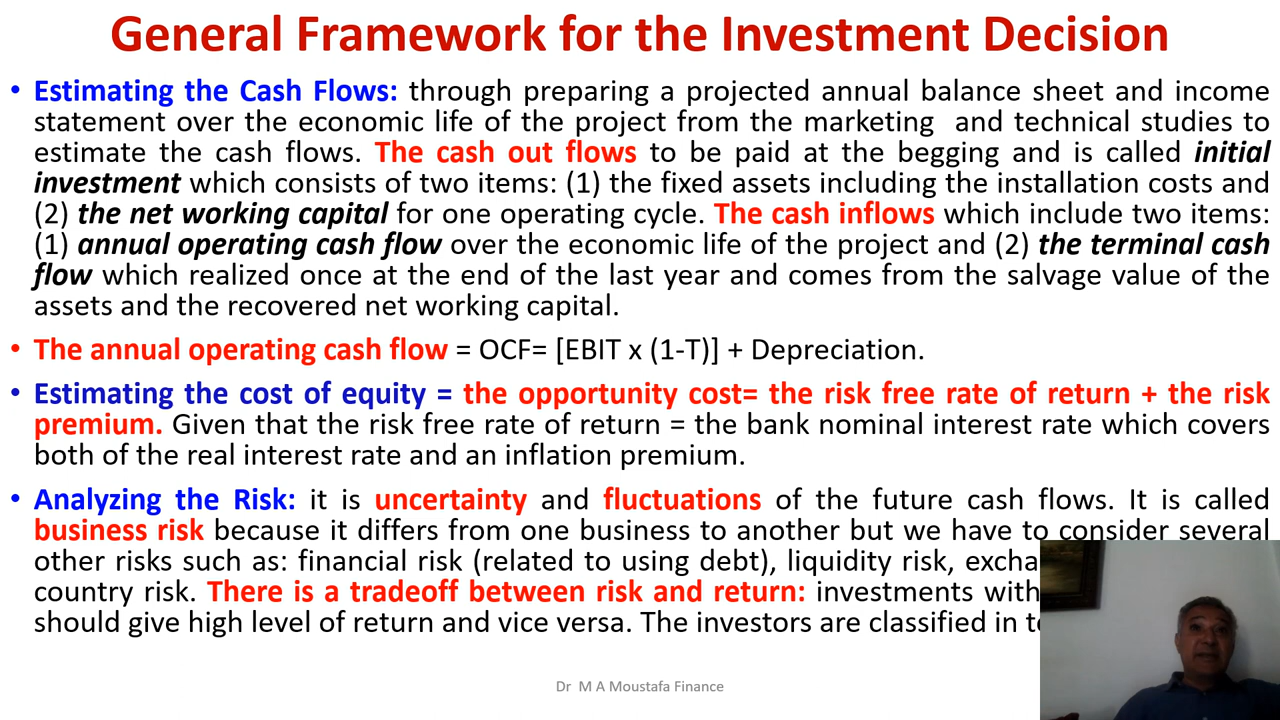 General Framework for the Investment Decision
• Estimating the Cash Flows: through preparing a projected annual balance sheet and income
statement over the economic life of the project from the marketing and technical studies to
estimate the cash flows. The cash out flows to be paid at the begging and is called initial
investment which consists of two items: (1) the fixed assets including the installation costs and
(2) the net working capital for one operating cycle. The cash inflows which include two items:
(1) annual operating cash flow over the economic life of the project and (2) the terminal cash
flow which realized once at the end of the last year and comes from the salvage value of the
assets and the recovered net working capital.
• The annual operating cash flow = OCF= [EBIT x (1-T)] + Depreciation.
• Estimating the cost of equity = the opportunity cost= the risk free rate of return + the risk
premium. Given that the risk free rate of return = the bank nominal interest rate which covers
both of the real interest rate and an inflation premium.
• Analyzing the Risk: it is uncertainty and fluctuations of the future cash flows. It is called
business risk because it differs from one business to another but we have to consider several
other risks such as: financial risk (related to using debt), liquidity risk,
country risk. There is a tradeoff between risk and return: investments with
should give high level of return and vice versa. The investors are classified in
Dr M A Moustafa Finance